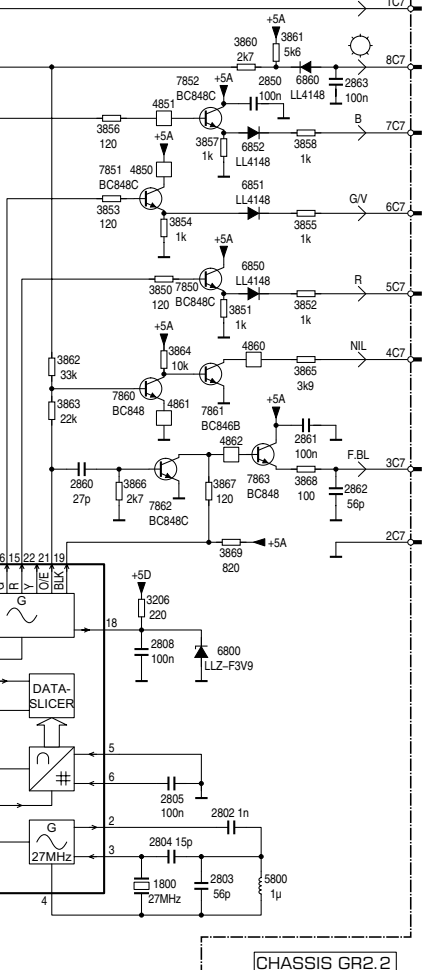 1C7
+5A
3860
2k7
3861
5k6
8C7
7852
BC848C
+5A
2850
100n
6860
LL4148
2863
100n
4851
B
7C7
3856
120
+5A
3857
1k
6852
LL4148
3858
1k
7851
4850
BC848C
6851
LL4148
G/V
6C7
3853
120
3854
1k
3855
1k
+5A
6850
LL4148
R
5C7
3850
120
7850
BC848C
3851
1k
3852
1k
+5A
3862
33k
3864
10k
4860
NIL
4C7
3865
3k9
3863
22k
7860
BC848
4861
7861
BC846B
+5A
4862
2861
100n
F.BL
3C7
2860
27p
3866
2k7
7862
BC848C
3867
120
7863
BC848
3868
100
2862
56p
2C7
3869
820
+5A
6 15 22 21 19
G
R
Y
O/E
BLK
+5D
G
3206
220
18
2808
100n
6800
LLZ-F3V9
DATA-
SLICER
5
#
6
2805
100n
2802 1n
G
27MHz
2
2804 15p
3
1800
27MHz
2803
56p
5800
1µ
4
CHASSIS GR2.2